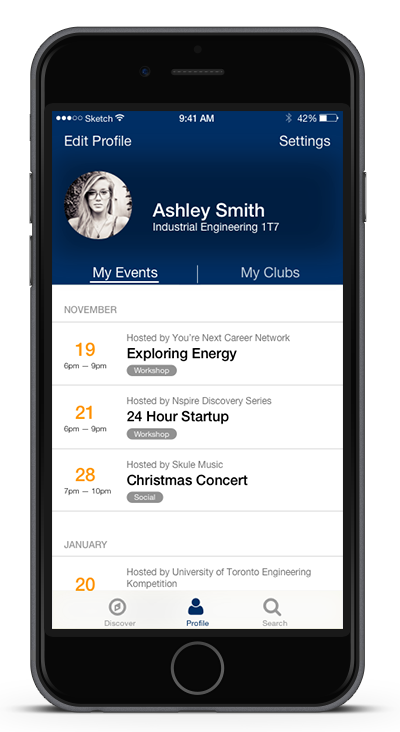 ●●●○○ Sketch 9:41 AM 42%
Edit Profile Settings
Ashley Smith
Industrial Engineering 1T7
My Events My Clubs
NOVEMBER
19
6pm — 9pm
Hosted by You're Next Career Network
Exploring Energy
Workshop
21
6pm — 9pm
Hosted by Nspire Discovery Series
24 Hour Startup
Workshop
28
7pm — 10pm
Hosted by Skule Music
Christmas Concert
Social
JANUARY
20
Hosted by University of Toronto Engineering
Kompetition
Discover Profile Search